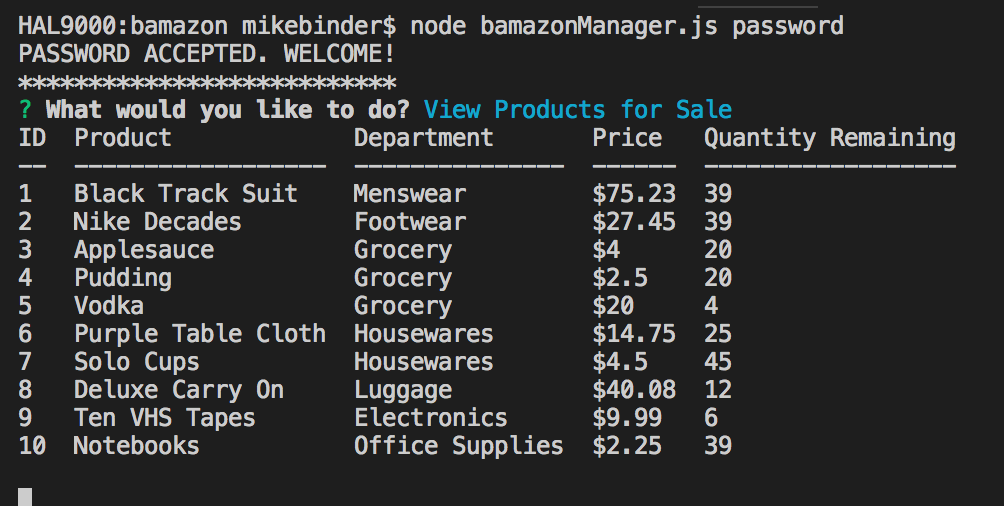 HAL9000:bamazon mikebinder$ node bamazonManager.js password
PASSWORD ACCEPTED. WELCOME!
***************************
? What would you like to do? View Products for Sale
ID  Product             Department       Price   Quantity Remaining
--  ------------------  ---------------  ------  ------------------
1   Black Track Suit    Menswear         $75.23  39
2   Nike Decades        Footwear         $27.45  39
3   Applesauce          Grocery          $4      20
4   Pudding             Grocery          $2.5    20
5   Vodka               Grocery          $20     4
6   Purple Table Cloth  Housewares       $14.75  25
7   Solo Cups           Housewares       $4.5    45
8   Deluxe Carry On     Luggage          $40.08  12
9   Ten VHS Tapes       Electronics      $9.99   6
10  Notebooks           Office Supplies  $2.25   39